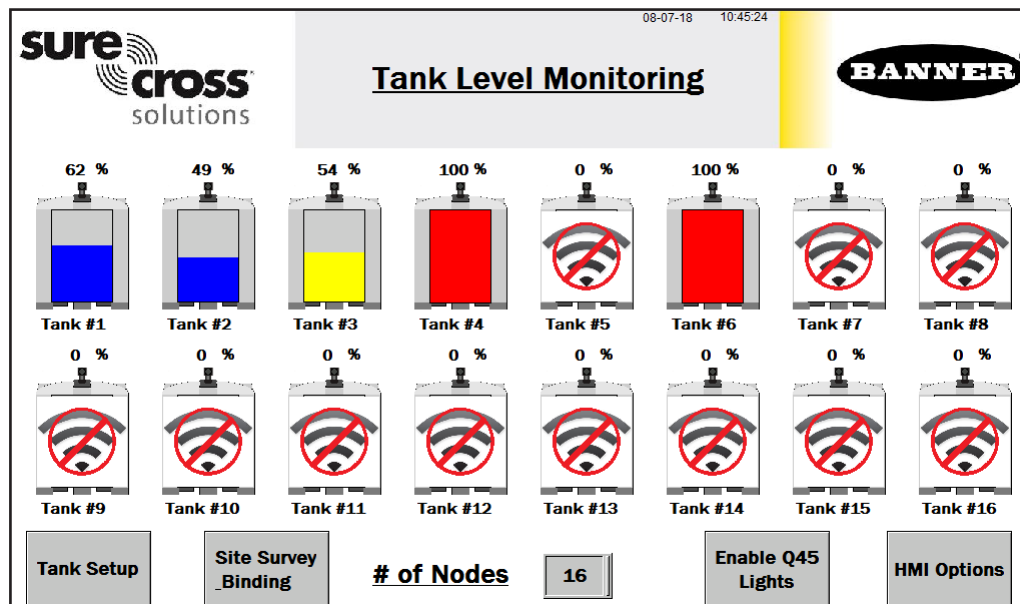 08-07-18 10:45:24
sure
cross
solutions
Tank Level Monitoring
BANNER
62 % 49 % 54 % 100 % 0 % 100 % 0 % 0 %
Tank #1 Tank #2 Tank #3 Tank #4 Tank #5 Tank #6 Tank #7 Tank #8
0 % 0 % 0 % 0 % 0 % 0 % 0 % 0 %
Tank #9 Tank #10 Tank #11 Tank #12 Tank #13 Tank #14 Tank #15 Tank #16
Tank Setup
Site Survey
_Binding
# of Nodes
16
Enable Q45
Lights
HMI Options